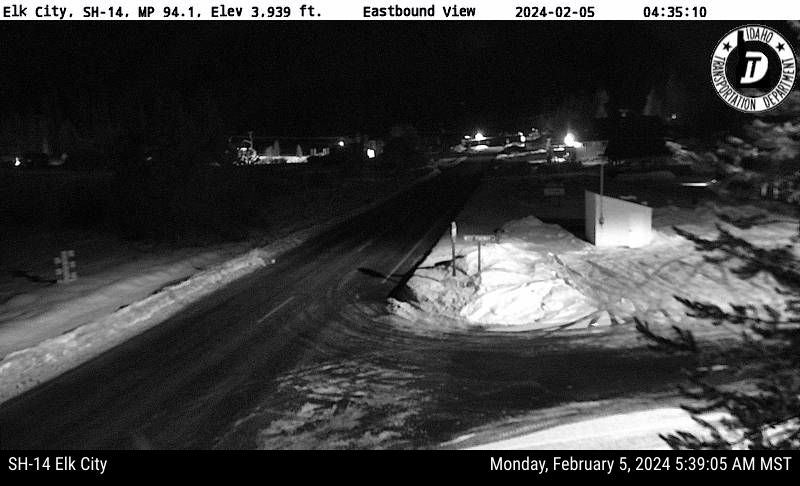 Elk City, SH-14, MP 94.1, Elev 3,939 ft. Eastbound View 2024-02-05 04:35:10
IDAHO
TRANSPORTATION DEPARTMENT
SH-14 Elk City Monday, February 5, 2024 5:39:05 AM MST